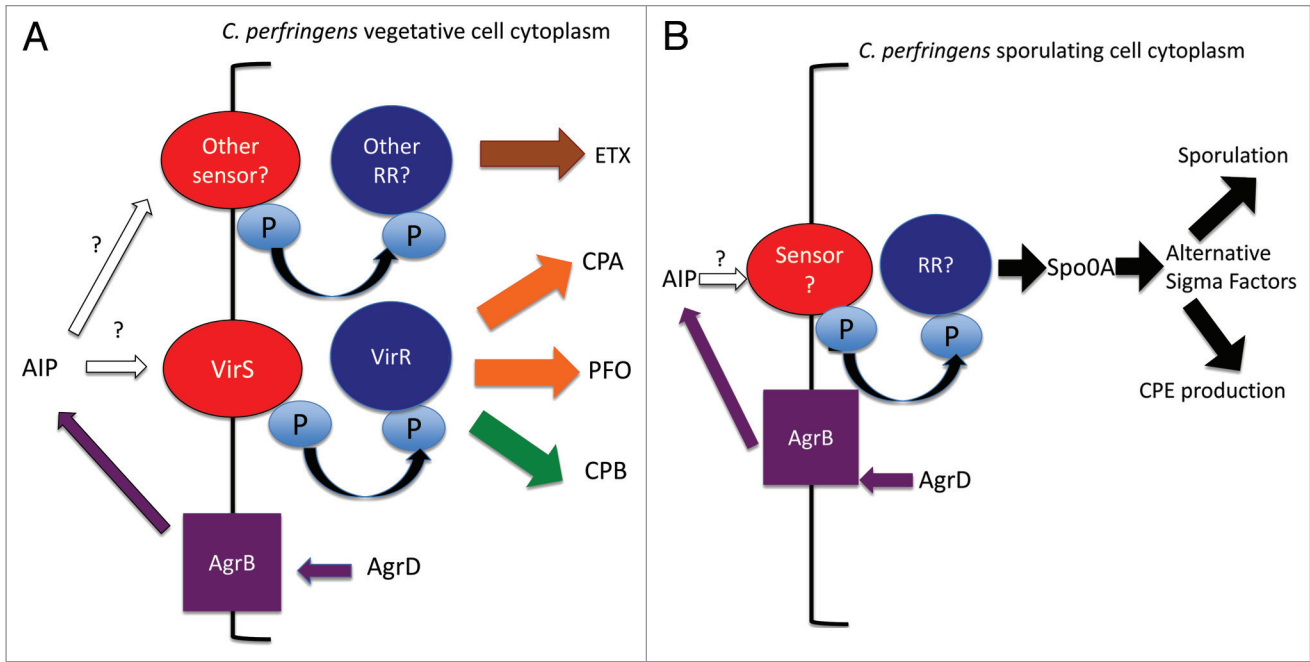 A
C. perfringens vegetative cell cytoplasm
Other
sensor?
Other
RR?
ETX
P
P
?
CPA
?
AIP
VirS
VirR
PFO
P
P
CPB
AgrB
AgrD
B
C. perfringens sporulating cell cytoplasm
Sporulation
?
AIP
Sensor
?
RR?
Spo0A
Alternative
Sigma Factors
P
P
CPE production
AgrB
AgrD